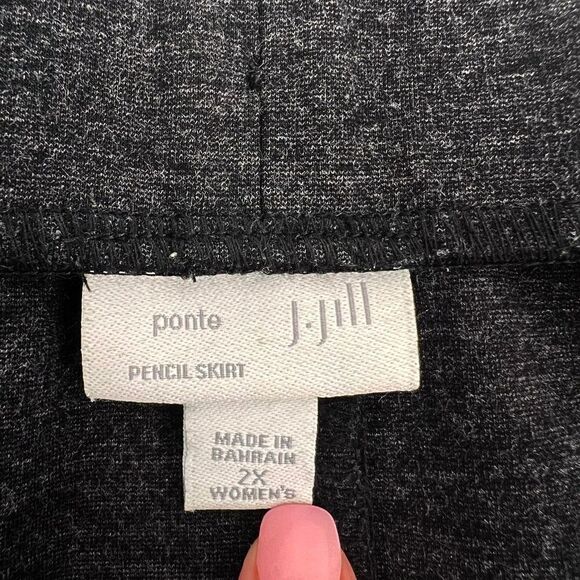 ponte j.jill
PENCIL SKIRT
MADE IN
BAHRAIN
2X
WOMEN'S